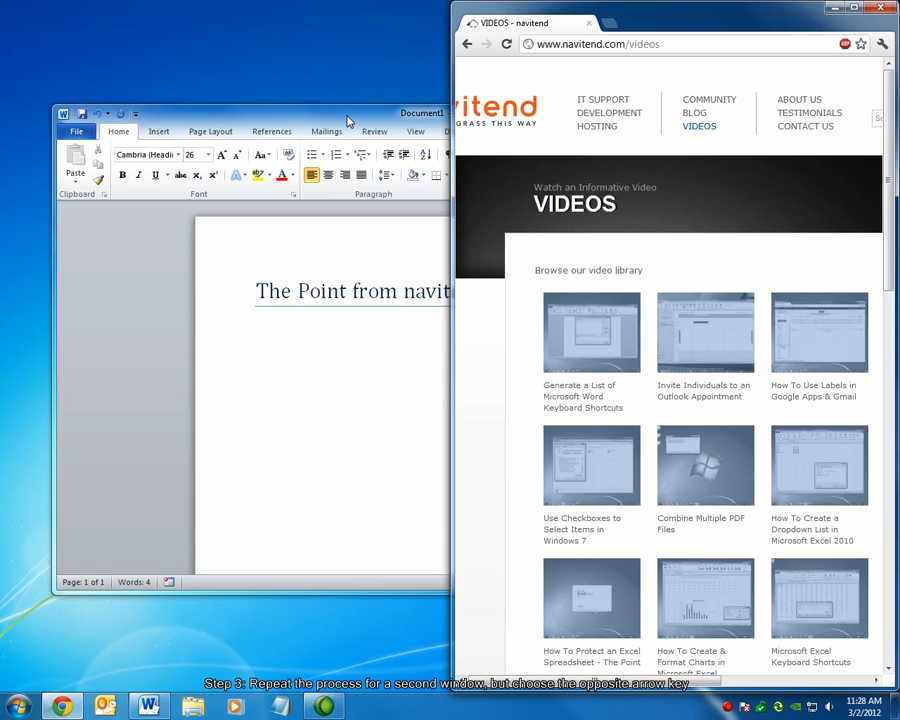 VIDEOS - navitend
www.navitend.com/videos
Document1
File Home Insert Page Layout References Mailings Review View
Cambria (Headi 26
Paste
Clipboard Font Paragraph
The Point from navit
Page: 1 of 1 Words: 4
vitend
GRASS THIS WAY
IT SUPPORT
DEVELOPMENT
HOSTING
COMMUNITY
BLOG
VIDEOS
ABOUT US
TESTIMONIALS
CONTACT US
Se
Watch an Informative Video
VIDEOS
Browse our video library
Generate a List of
Microsoft Word
Keyboard Shortcuts
Invite Individuals to an
Outlook Appointment
How To Use Labels in
Google Apps & Gmail
Use Checkboxes to
Select Items in
Windows 7
Combine Multiple PDF
Files
How To Create a
Dropdown List in
Microsoft Excel 2010
How To Protect an Excel
Spreadsheet - The Point
How To Create &
Format Charts in
Microsoft Excel
Keyboard Shortcuts
Step 3: Repeat the process for a second window, but choose the opposite arrow key
11:28 AM
3/2/2012